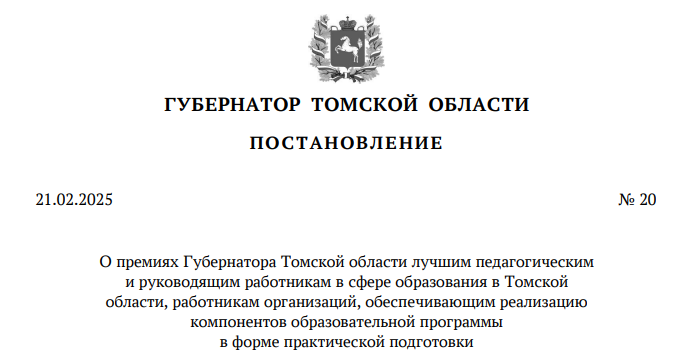 ГУБЕРНАТОР ТОМСКОЙ ОБЛАСТИ
ПОСТАНОВЛЕНИЕ
21.02.2025 № 20
О премиях Губернатора Томской области лучшим педагогическим
и руководящим работникам в сфере образования в Томской
области, работникам организаций, обеспечивающим реализацию
компонентов образовательной программы
в форме практической подготовки